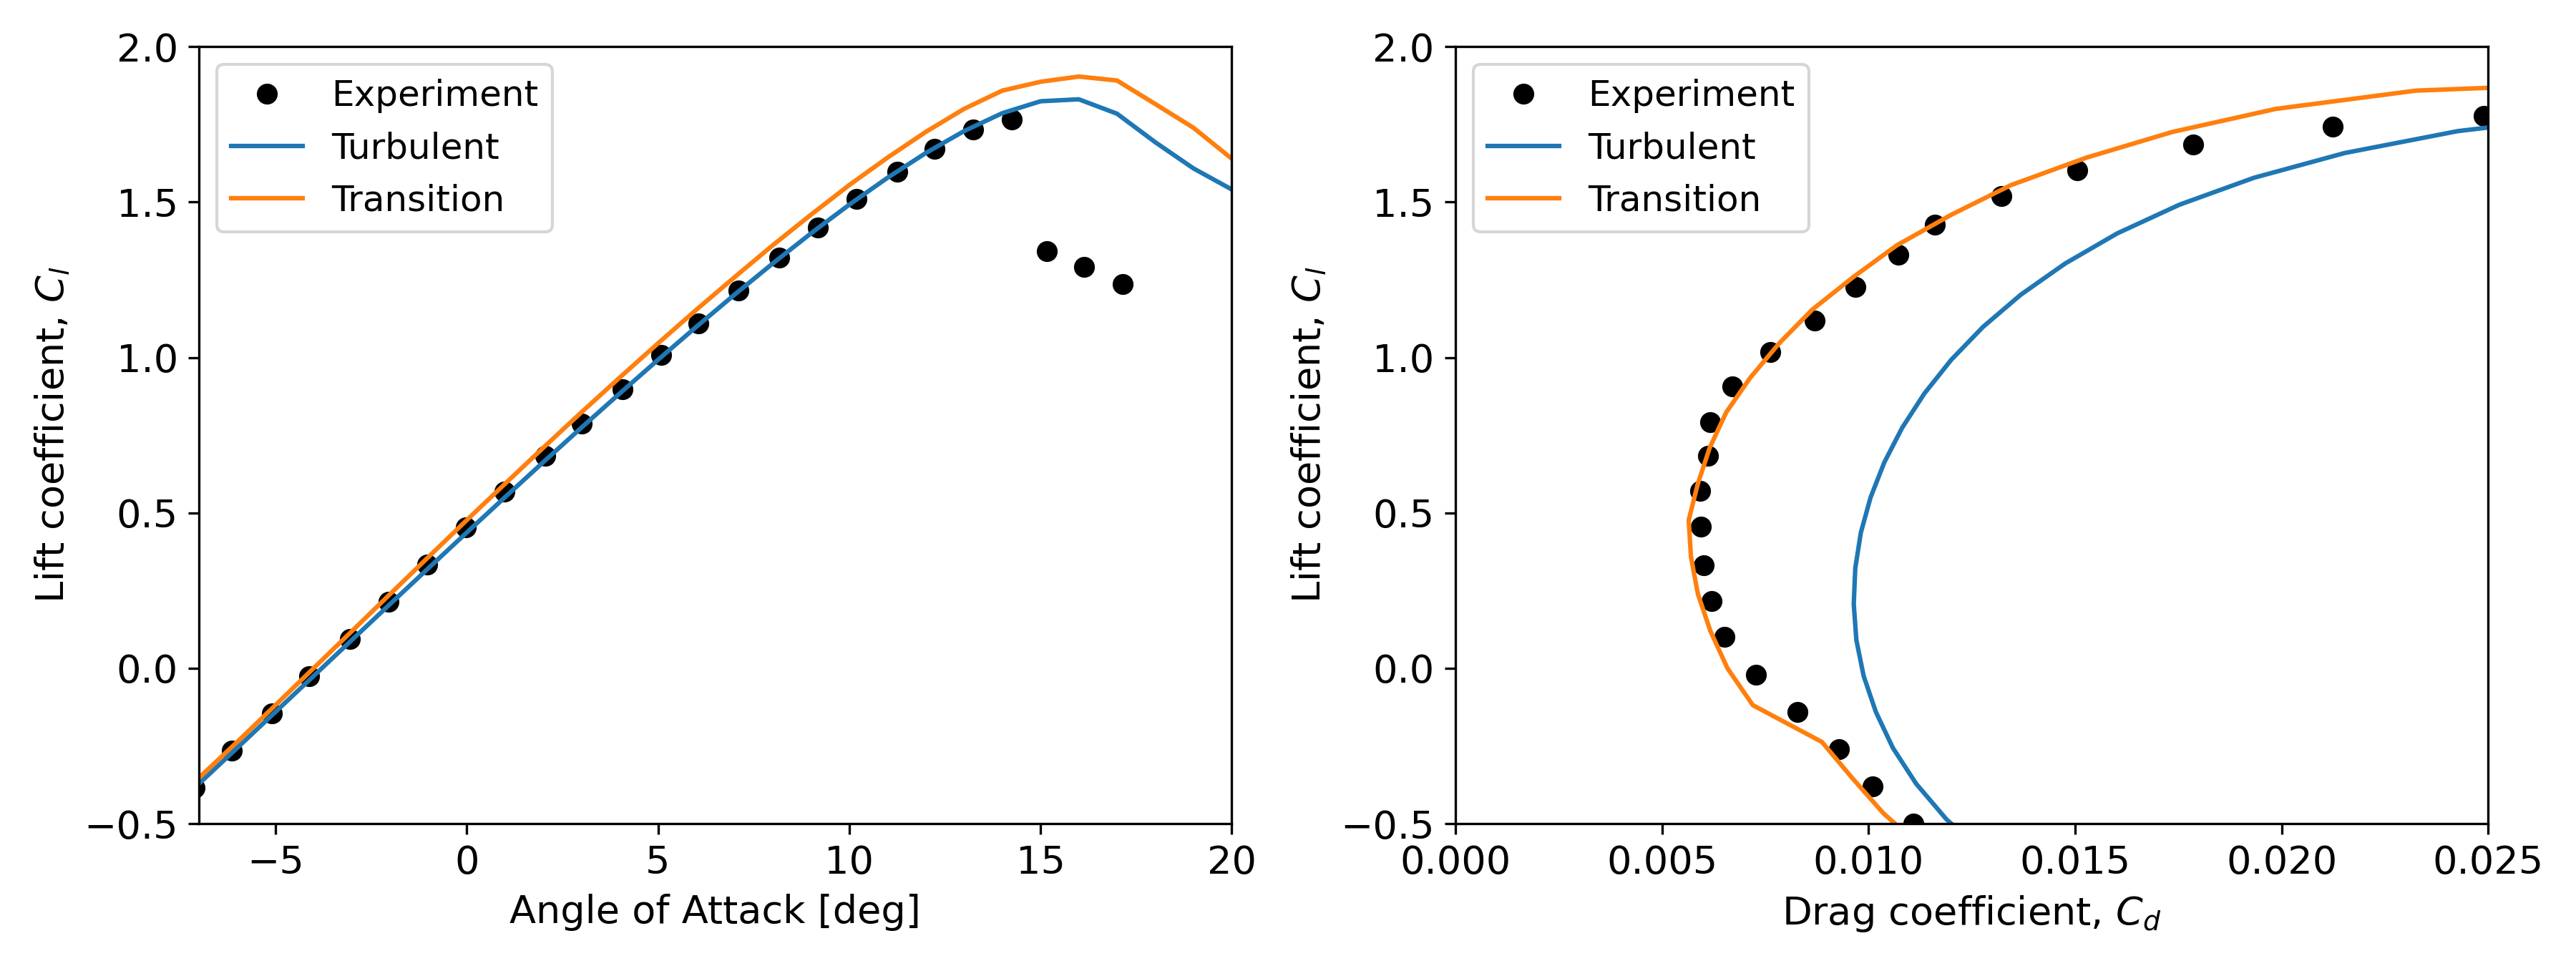 2.0
1.5
1.0
0.5
0.0
−0.5
Lift coefficient, Cl
Experiment
Turbulent
Transition
−5 0 5 10 15 20
Angle of Attack [deg]
2.0
1.5
1.0
0.5
0.0
−0.5
Lift coefficient, Cl
Experiment
Turbulent
Transition
0.000 0.005 0.010 0.015 0.020 0.025
Drag coefficient, Cd